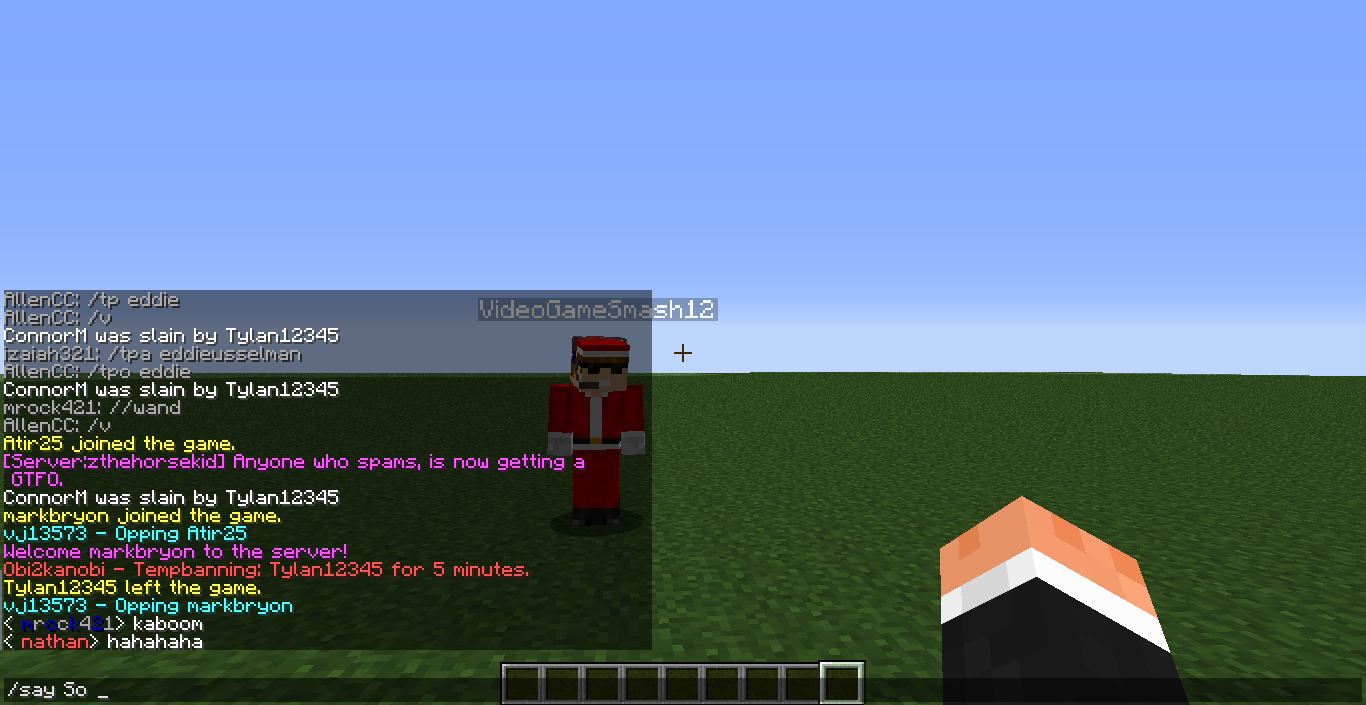 AllenCC: /tp eddie
AllenCC: /v
VideoGameSmash12
ConnorM was slain by Tylan12345
izaiah321: /tpa eddieusselman
AllenCC: /tpo eddie
ConnorM was slain by Tylan12345
mrock421: //wand
AllenCC: /v
Atir25 joined the game.
[Server:zthehorsekid] Anyone who spams, is now getting a
GTFO.
ConnorM was slain by Tylan12345
markbryon joined the game.
vj13573 - Opping Atir25
Welcome markbryon to the server!
Obi2kanobi - Tempbanning: Tylan12345 for 5 minutes.
Tylan12345 left the game.
vj13573 - Opping markbryon
< mrock421> kaboom
< nathan> hahahaha
/say So _